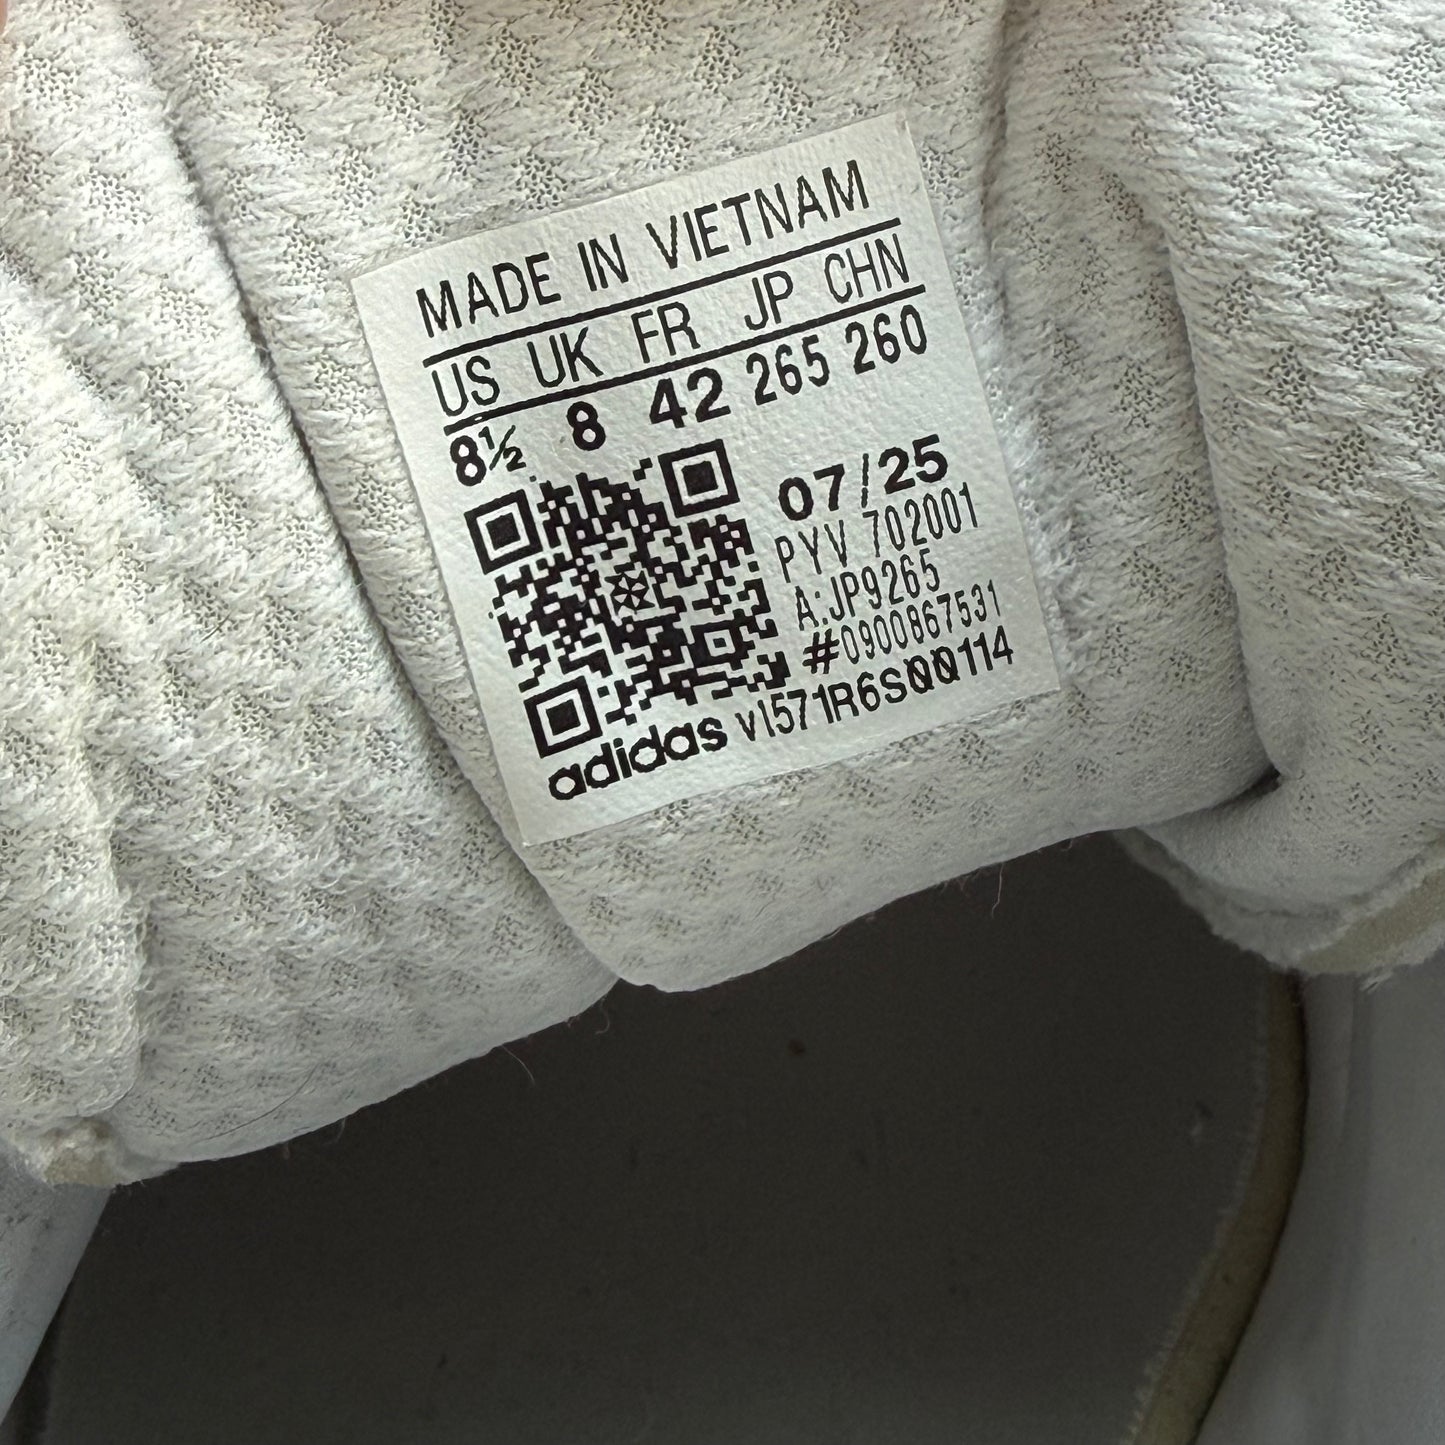 MADE IN VIETNAM
US UK FR JP CHN
8½ 8 42 265 260
07/25
PYV 702001
A:JP9265
#0900867531
adidas vI571R6S00114